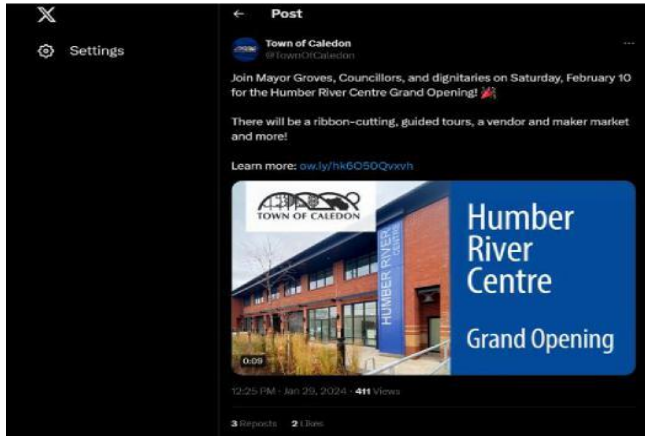 X
← Post
Settings
Town of Caledon
@TownOfCaledon
Join Mayor Groves, Councillors, and dignitaries on Saturday, February 10
for the Humber River Centre Grand Opening! 🎉
There will be a ribbon-cutting, guided tours, a vendor and maker market
and more!
Learn more: ow.ly/hk6O50Qvxvh
TOWN OF CALEDON
HUMBER RIVER
CENTRE
Humber
River
Centre
Grand Opening
0:09
12:25 PM · Jan 29, 2024 · 411 Views
3 Reposts 2 Likes